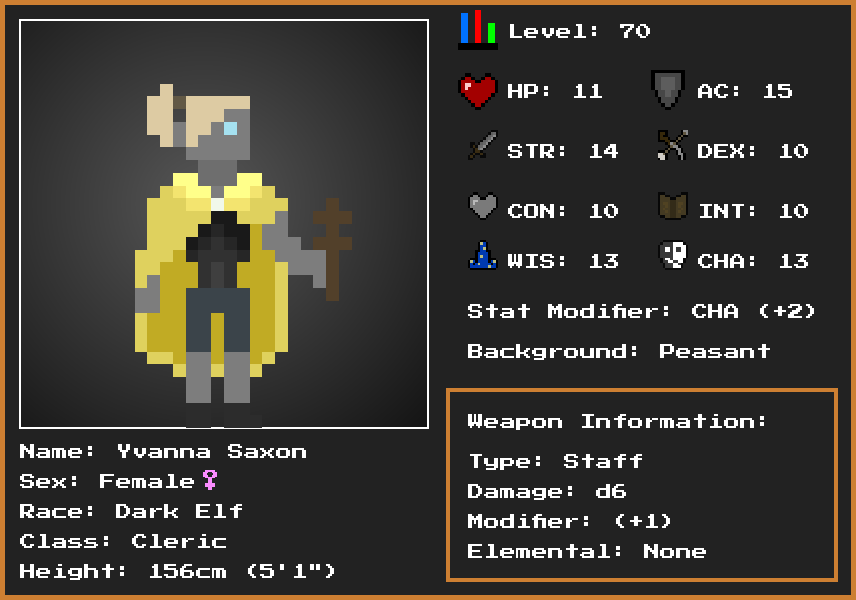 Level: 70
HP: 11 AC: 15
STR: 14 DEX: 10
CON: 10 INT: 10
WIS: 13 CHA: 13
Stat Modifier: CHA (+2)
Background: Peasant
Weapon Information:
Type: Staff
Damage: d6
Modifier: (+1)
Elemental: None
Name: Yvanna Saxon
Sex: Female♀
Race: Dark Elf
Class: Cleric
Height: 156cm (5'1")